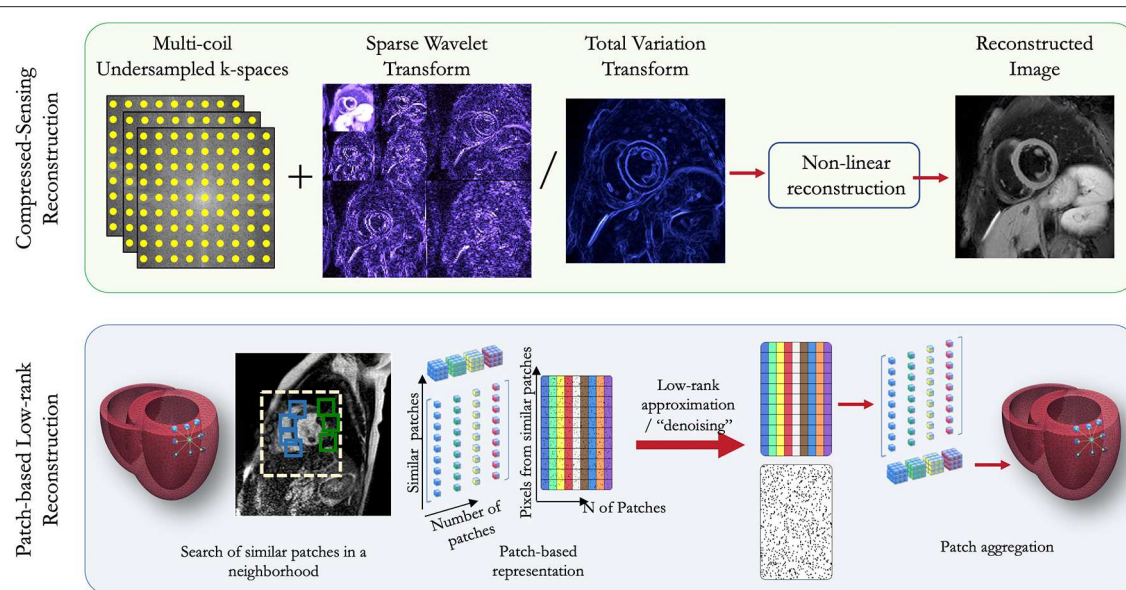 Compressed-Sensing
Reconstruction
Multi-coil
Undersampled k-spaces
+
Sparse Wavelet
Transform
/
Total Variation
Transform
Non-linear
reconstruction
Reconstructed
Image
Patch-based Low-rank
Reconstruction
Search of similar patches in a
neighborhood
Similar patches
Number of
patches
Pixels from similar patches
N of Patches
Patch-based
representation
Low-rank
approximation
/ “denoising”
Patch aggregation